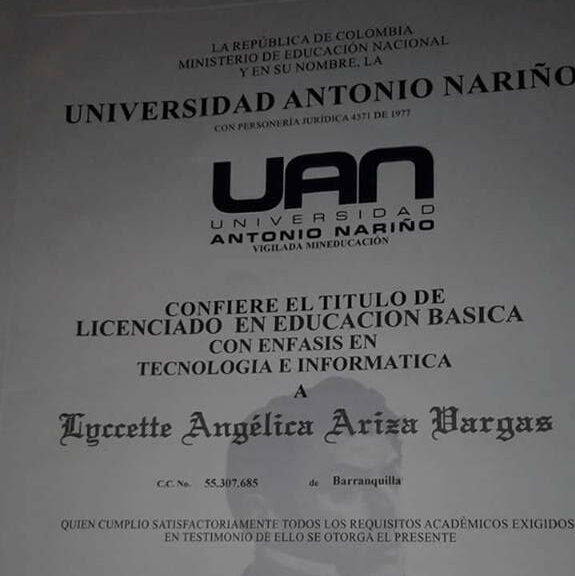 LA REPÚBLICA DE COLOMBIA
MINISTERIO DE EDUCACIÓN NACIONAL
Y EN SU NOMBRE, LA
UNIVERSIDAD ANTONIO NARIÑO
CON PERSONERÍA JURÍDICA 4571 DE 1977
UAN
UNIVERSIDAD
ANTONIO NARIÑO
VIGILADA MINEDUCACIÓN
CONFIERE EL TITULO DE
LICENCIADO EN EDUCACION BASICA
CON ENFASIS EN
TECNOLOGIA E INFORMATICA
A
Lyccette Angélica Ariza Vargas
C.C. No. 55.307.685 de Barranquilla
QUIEN CUMPLIO SATISFACTORIAMENTE TODOS LOS REQUISITOS ACADÉMICOS EXIGIDOS
EN TESTIMONIO DE ELLO SE OTORGA EL PRESENTE